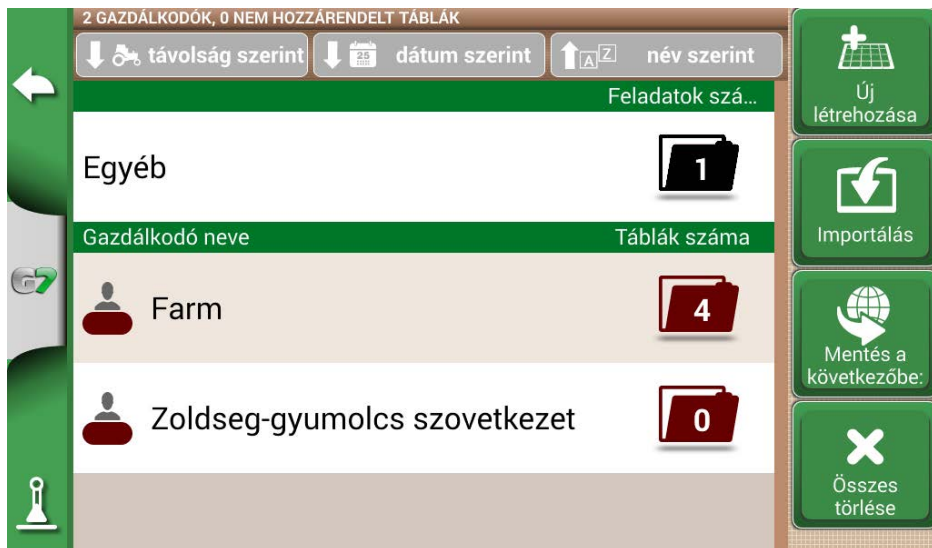 2 GAZDÁLKODÓK, 0 NEM HOZZÁRENDELT TÁBLÁK
távolság szerint
25
dátum szerint
A Z
név szerint
Feladatok szá...
Egyéb
1
Gazdálkodó neve
Táblák száma
Farm
4
Zoldseg-gyumolcs szovetkezet
0
G7
Új
létrehozása
Importálás
Mentés a
következőbe:
Összes
törlése